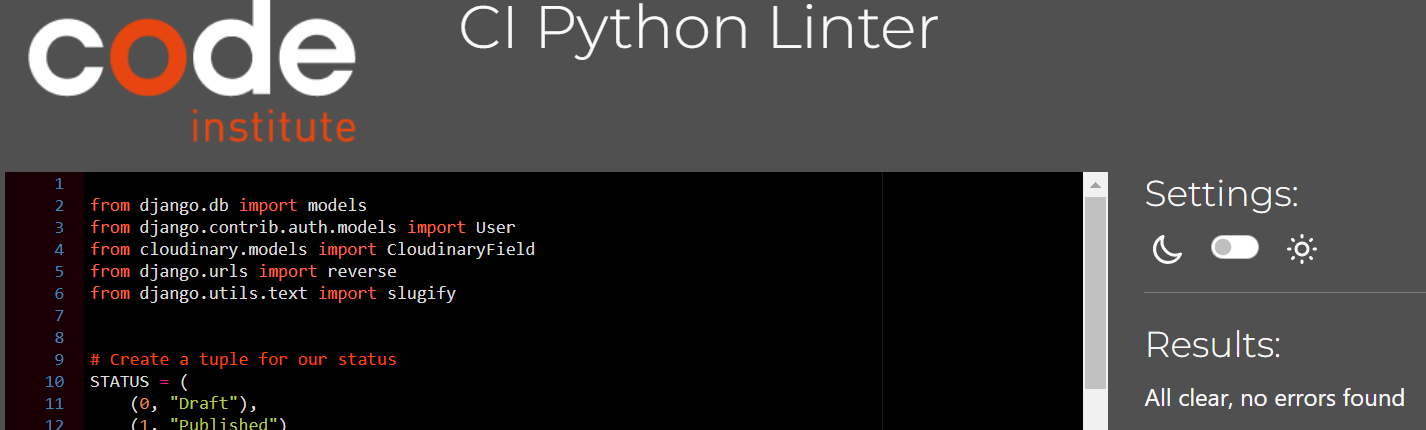 code
institute
CI Python Linter
1
2 from django.db import models
3 from django.contrib.auth.models import User
4 from cloudinary.models import CloudinaryField
5 from django.urls import reverse
6 from django.utils.text import slugify
7
8
9 # Create a tuple for our status
10 STATUS = (
11     (0, "Draft"),
12     (1, "Published")
Settings:
Results:
All clear, no errors found